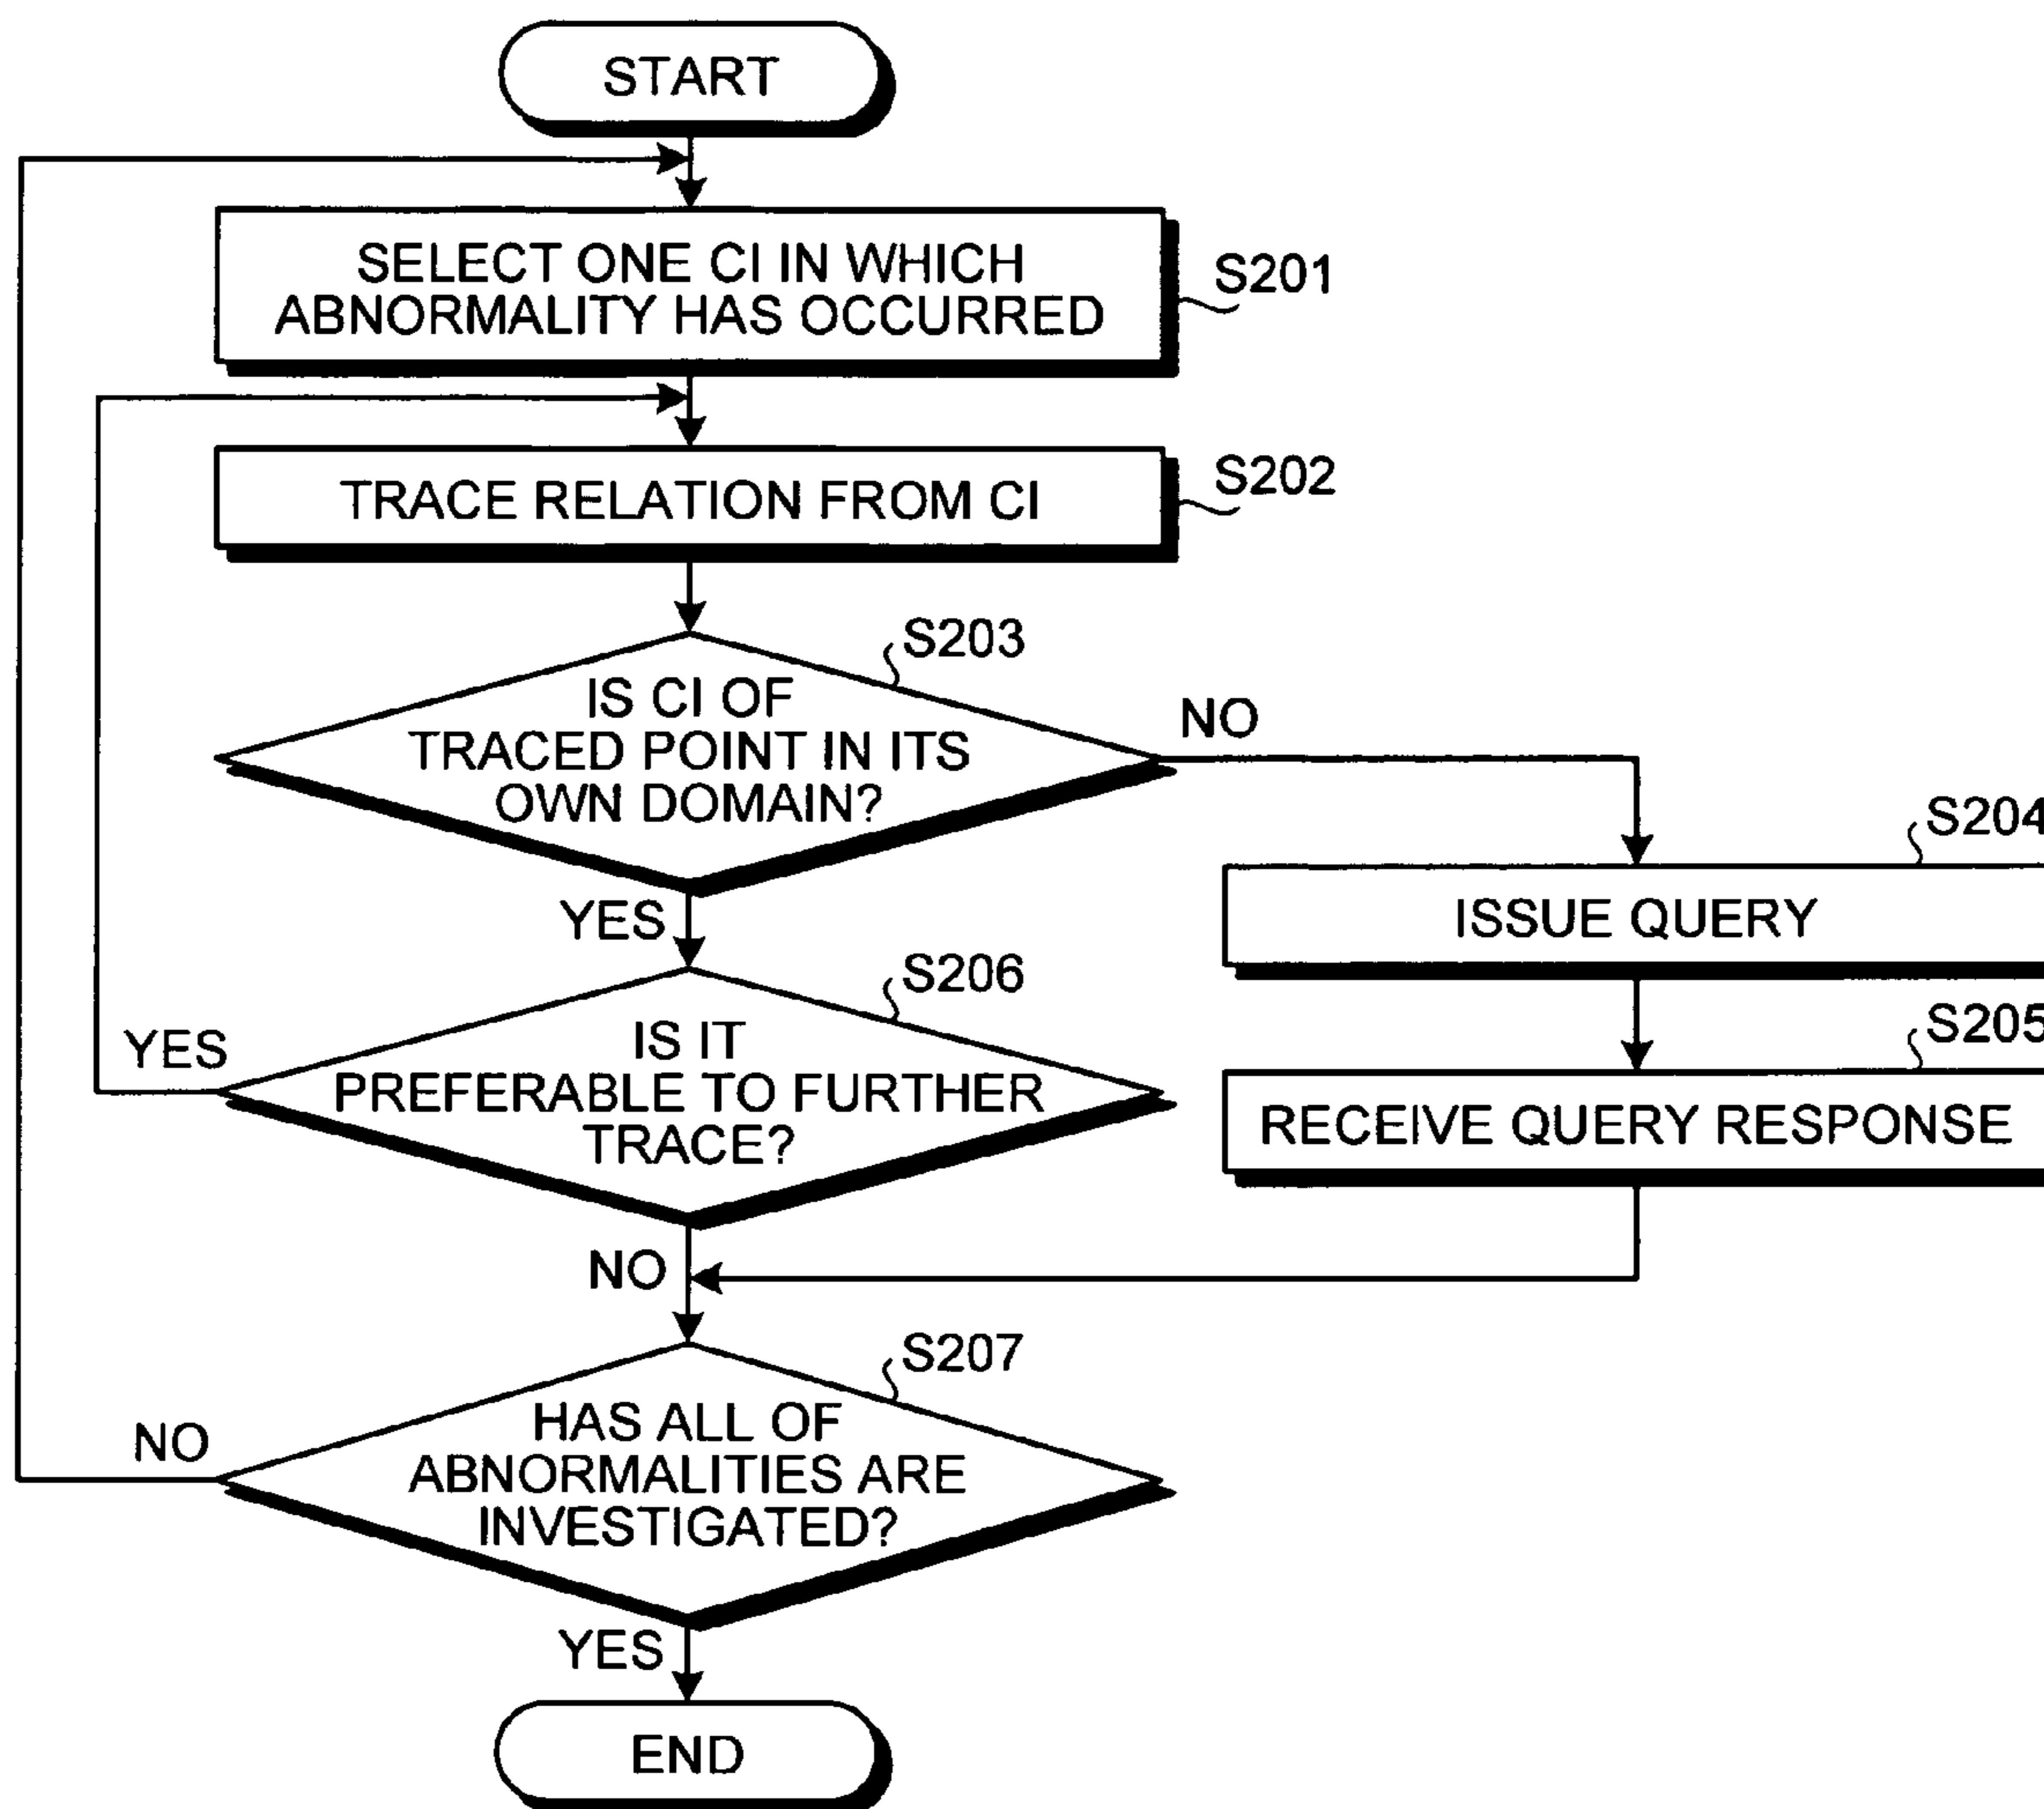 START
SELECT ONE CI IN WHICH
ABNORMALITY HAS OCCURRED
S201
TRACE RELATION FROM CI
S202
S203
IS CI OF
TRACED POINT IN ITS
OWN DOMAIN?
NO
YES
S204
ISSUE QUERY
S205
RECEIVE QUERY RESPONSE
S206
IS IT
PREFERABLE TO FURTHER
TRACE?
YES
NO
S207
HAS ALL OF
ABNORMALITIES ARE
INVESTIGATED?
NO
YES
END